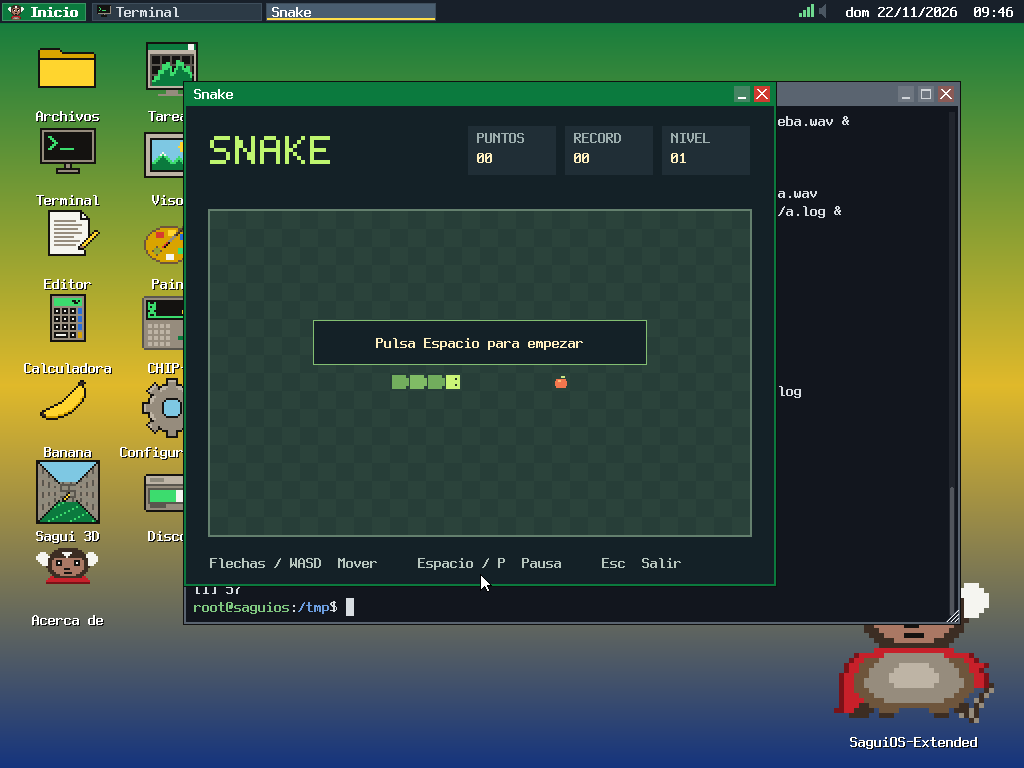 Inicio
Terminal
Snake
dom 22/11/2026 09:46
Archivos
Terminal
Editor
Calculadora
Banana
Sagui 3D
Acerca de
Snake
SNAKE
PUNTOS
00
RECORD
00
NIVEL
01
Pulsa Espacio para empezar
Flechas / WASD Mover Espacio / P Pausa Esc Salir
eba.wav &
a.wav
/a.log &
log
root@saguios:/tmp$
SaguiOS-Extended